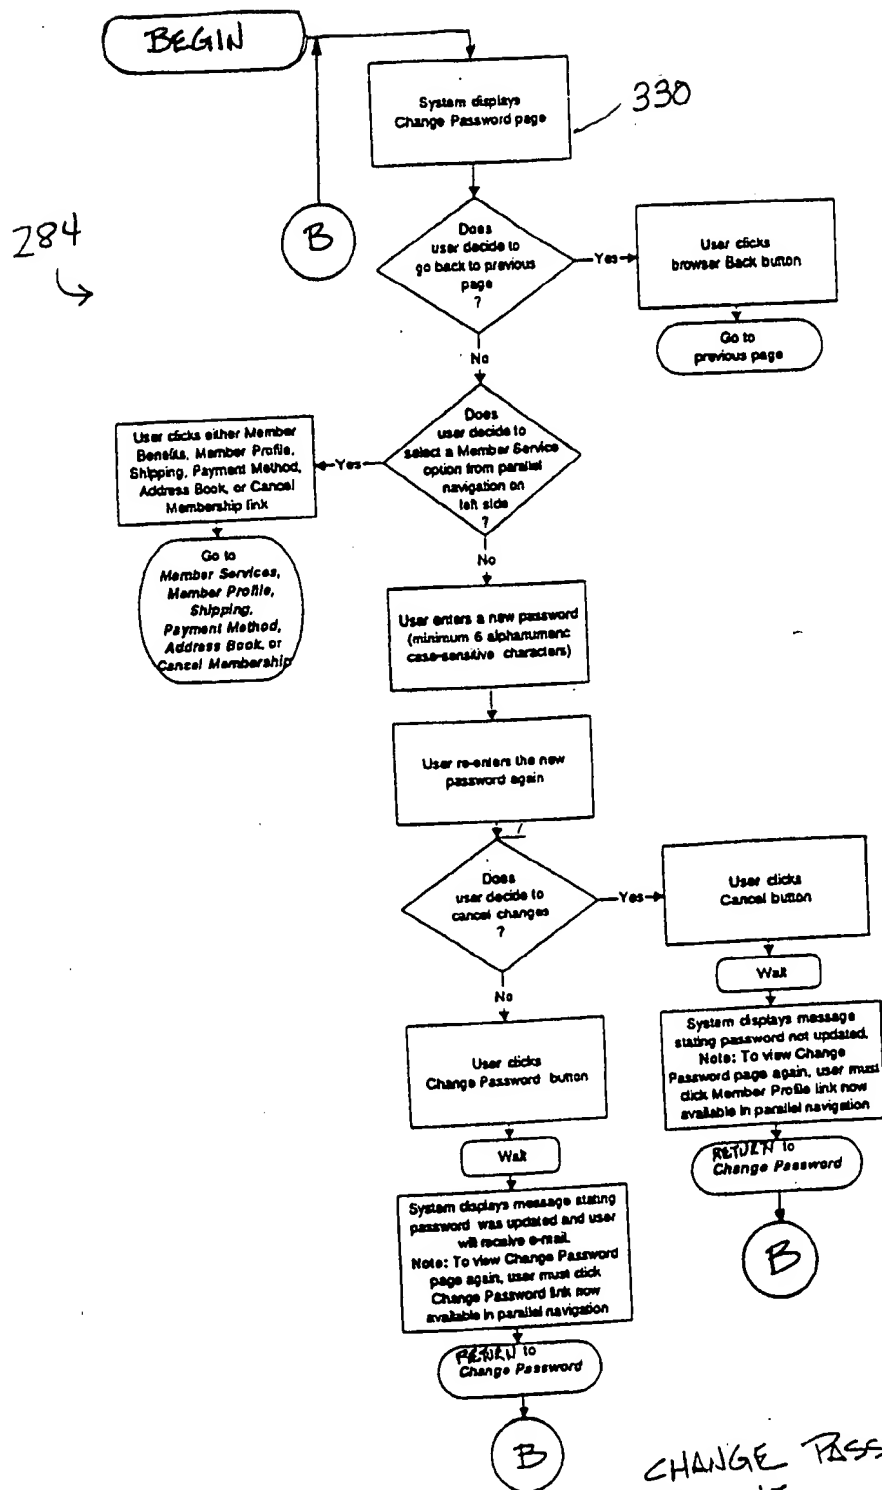 BEGIN
System displays
Change Password page
330
284
B
Does
user decide to
go back to previous
page
?
Yes
User clicks
browser Back button
Go to
previous page
No
Does
user decide to
select a Member Service
option from parallel
navigation on
left side
?
Yes
User clicks either Member
Benefits, Member Profile,
Shipping, Payment Method,
Address Book, or Cancel
Membership link
Go to
Member Services,
Member Profile,
Shipping,
Payment Method,
Address Book, or
Cancel Membership
No
User enters a new password
(minimum 6 alphanumeric
case-sensitive characters)
User re-enters the new
password again
Does
user decide to
cancel changes
?
Yes
User clicks
Cancel button
Wait
System displays message
stating password not updated.
Note: To view Change
Password page again, user must
click Member Profile link now
available in parallel navigation
RETURN to
Change Password
B
No
User clicks
Change Password button
Wait
System displays message stating
password was updated and user
will receive e-mail.
Note: To view Change Password
page again, user must click
Change Password link now
available in parallel navigation
RETURN to
Change Password
B
CHANGE PASS